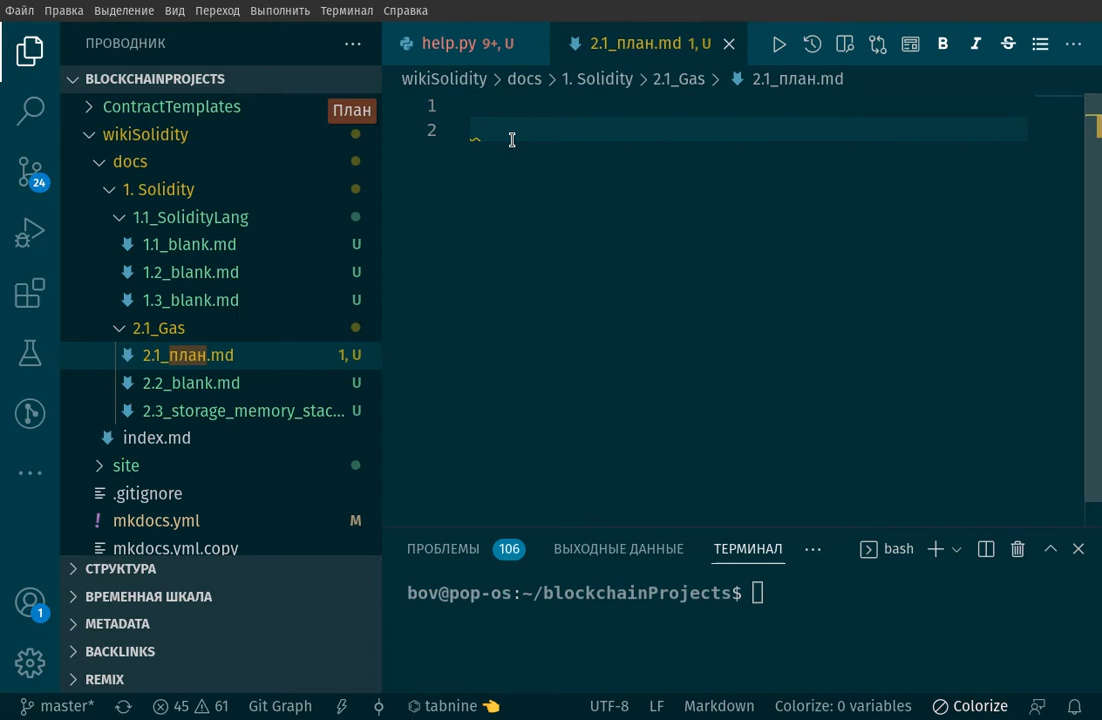 Файл Правка Выделение Вид Переход Выполнить Терминал Справка
ПРОВОДНИК
help.py 9+, U
2.1_план.md 1, U
BLOCKCHAINPROJECTS
wikiSolidity > docs > 1. Solidity > 2.1_Gas > 2.1_план.md
ContractTemplates
План
1
wikiSolidity
2
docs
1. Solidity
1.1_SolidityLang
1.1_blank.md U
1.2_blank.md U
1.3_blank.md U
2.1_Gas
2.1_план.md 1, U
2.2_blank.md U
2.3_storage_memory_stac... U
index.md
site
.gitignore
mkdocs.yml M
mkdocs.yml.copy
24
1
СТРУКТУРА
ВРЕМЕННАЯ ШКАЛА
METADATA
BACKLINKS
REMIX
ПРОБЛЕМЫ 106 ВЫХОДНЫЕ ДАННЫЕ ТЕРМИНАЛ bash
bov@pop-os:~/blockchainProjects$
master* 45 61 Git Graph tabnine UTF-8 LF Markdown Colorize: 0 variables Colorize